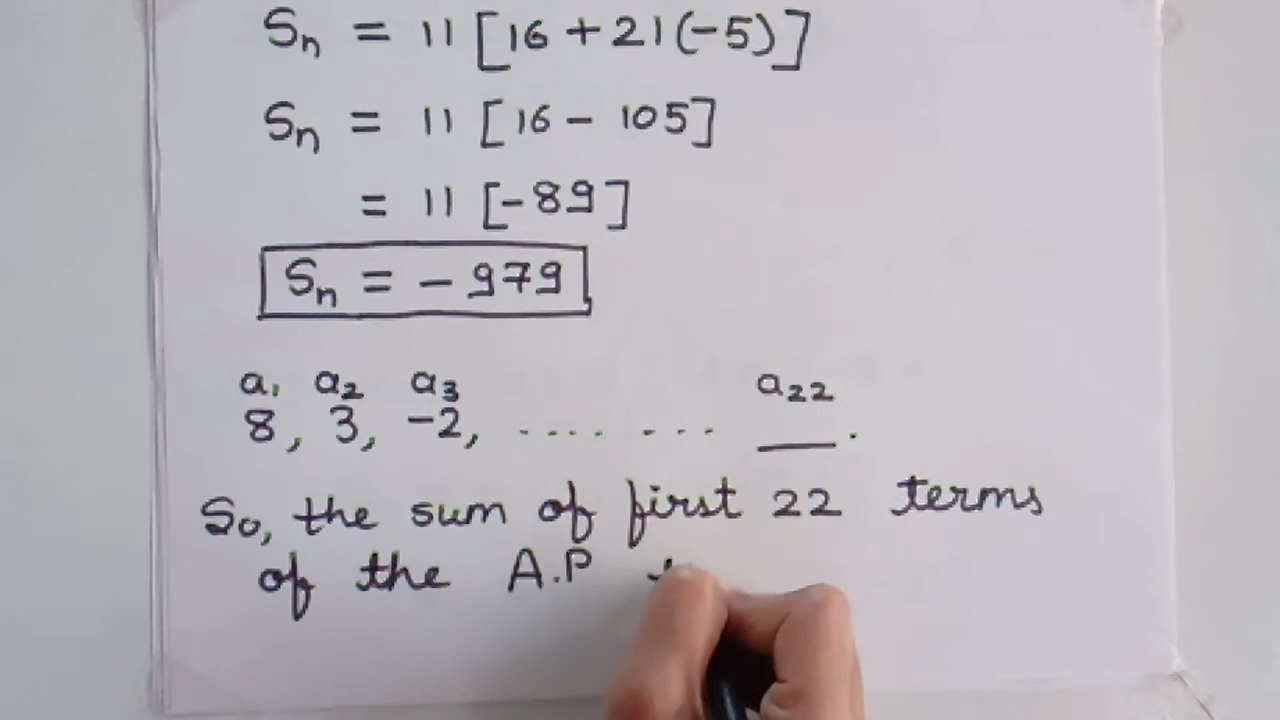 Sn = 11 [16 + 21(-5)]
Sn = 11 [16 - 105]
= 11 [-89]
Sn = - 979
a1 a2 a3 a22
8, 3, -2, .... ... __.
So, the sum of first 22 terms
of the A.P